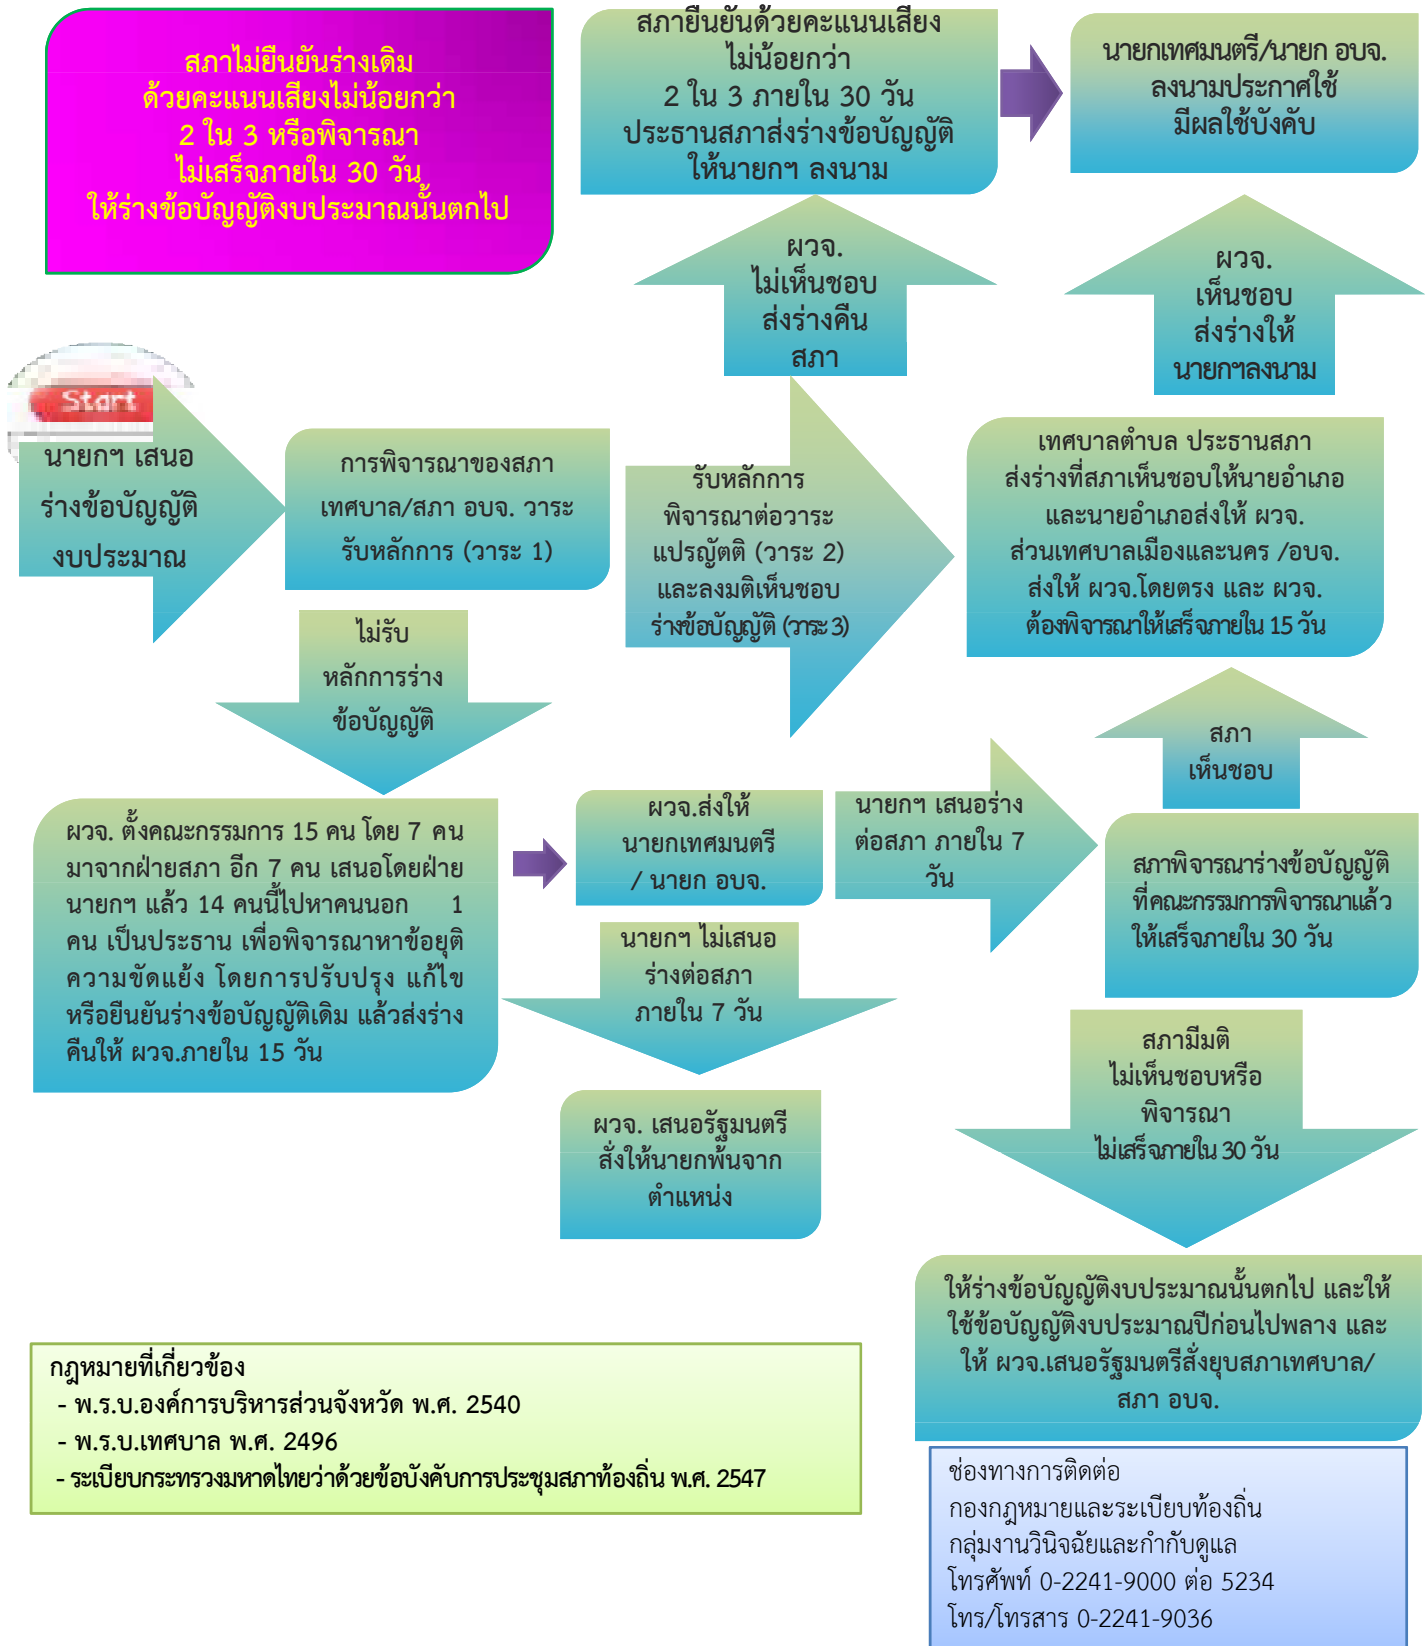 สภาไม่ยืนยันร่างเดิม
ด้วยคะแนนเสียงไม่น้อยกว่า
2 ใน 3 หรือพิจารณา
ไม่เสร็จภายใน 30 วัน
ให้ร่างข้อบัญญัติงบประมาณนั้นตกไป
สภายืนยันด้วยคะแนนเสียง
ไม่น้อยกว่า
2 ใน 3 ภายใน 30 วัน
ประธานสภาส่งร่างข้อบัญญัติ
ให้นายกฯ ลงนาม
นายกเทศมนตรี/นายก อบจ.
ลงนามประกาศใช้
มีผลใช้บังคับ
ผวจ.
ไม่เห็นชอบ
ส่งร่างคืน
สภา
ผวจ.
เห็นชอบ
ส่งร่างให้
นายกฯลงนาม
Start
นายกฯ เสนอ
ร่างข้อบัญญัติ
งบประมาณ
การพิจารณาของสภา
เทศบาล/สภา อบจ. วาระ
รับหลักการ (วาระ 1)
รับหลักการ
พิจารณาต่อวาระ
แปรญัตติ (วาระ 2)
และลงมติเห็นชอบ
ร่างข้อบัญญัติ (วาระ 3)
เทศบาลตำบล ประธานสภา
ส่งร่างที่สภาเห็นชอบให้นายอำเภอ
และนายอำเภอส่งให้ ผวจ.
ส่วนเทศบาลเมืองและนคร /อบจ.
ส่งให้ ผวจ.โดยตรง และ ผวจ.
ต้องพิจารณาให้เสร็จภายใน 15 วัน
ไม่รับ
หลักการร่าง
ข้อบัญญัติ
สภา
เห็นชอบ
ผวจ. ตั้งคณะกรรมการ 15 คน โดย 7 คน
มาจากฝ่ายสภา อีก 7 คน เสนอโดยฝ่าย
นายกฯ แล้ว 14 คนนี้ไปหาคนนอก 1
คน เป็นประธาน เพื่อพิจารณาหาข้อยุติ
ความขัดแย้ง โดยการปรับปรุง แก้ไข
หรือยืนยันร่างข้อบัญญัติเดิม แล้วส่งร่าง
คืนให้ ผวจ.ภายใน 15 วัน
ผวจ.ส่งให้
นายกเทศมนตรี
/ นายก อบจ.
นายกฯ เสนอร่าง
ต่อสภา ภายใน 7
วัน
สภาพิจารณาร่างข้อบัญญัติ
ที่คณะกรรมการพิจารณาแล้ว
ให้เสร็จภายใน 30 วัน
นายกฯ ไม่เสนอ
ร่างต่อสภา
ภายใน 7 วัน
สภามีมติ
ไม่เห็นชอบหรือ
พิจารณา
ไม่เสร็จภายใน 30 วัน
ผวจ. เสนอรัฐมนตรี
สั่งให้นายกพ้นจาก
ตำแหน่ง
ให้ร่างข้อบัญญัติงบประมาณนั้นตกไป และให้
ใช้ข้อบัญญัติงบประมาณปีก่อนไปพลาง และ
ให้ ผวจ.เสนอรัฐมนตรีสั่งยุบสภาเทศบาล/
สภา อบจ.
กฎหมายที่เกี่ยวข้อง
- พ.ร.บ.องค์การบริหารส่วนจังหวัด พ.ศ. 2540
- พ.ร.บ.เทศบาล พ.ศ. 2496
- ระเบียบกระทรวงมหาดไทยว่าด้วยข้อบังคับการประชุมสภาท้องถิ่น พ.ศ. 2547
ช่องทางการติดต่อ
กองกฎหมายและระเบียบท้องถิ่น
กลุ่มงานวินิจฉัยและกำกับดูแล
โทรศัพท์ 0-2241-9000 ต่อ 5234
โทร/โทรสาร 0-2241-9036